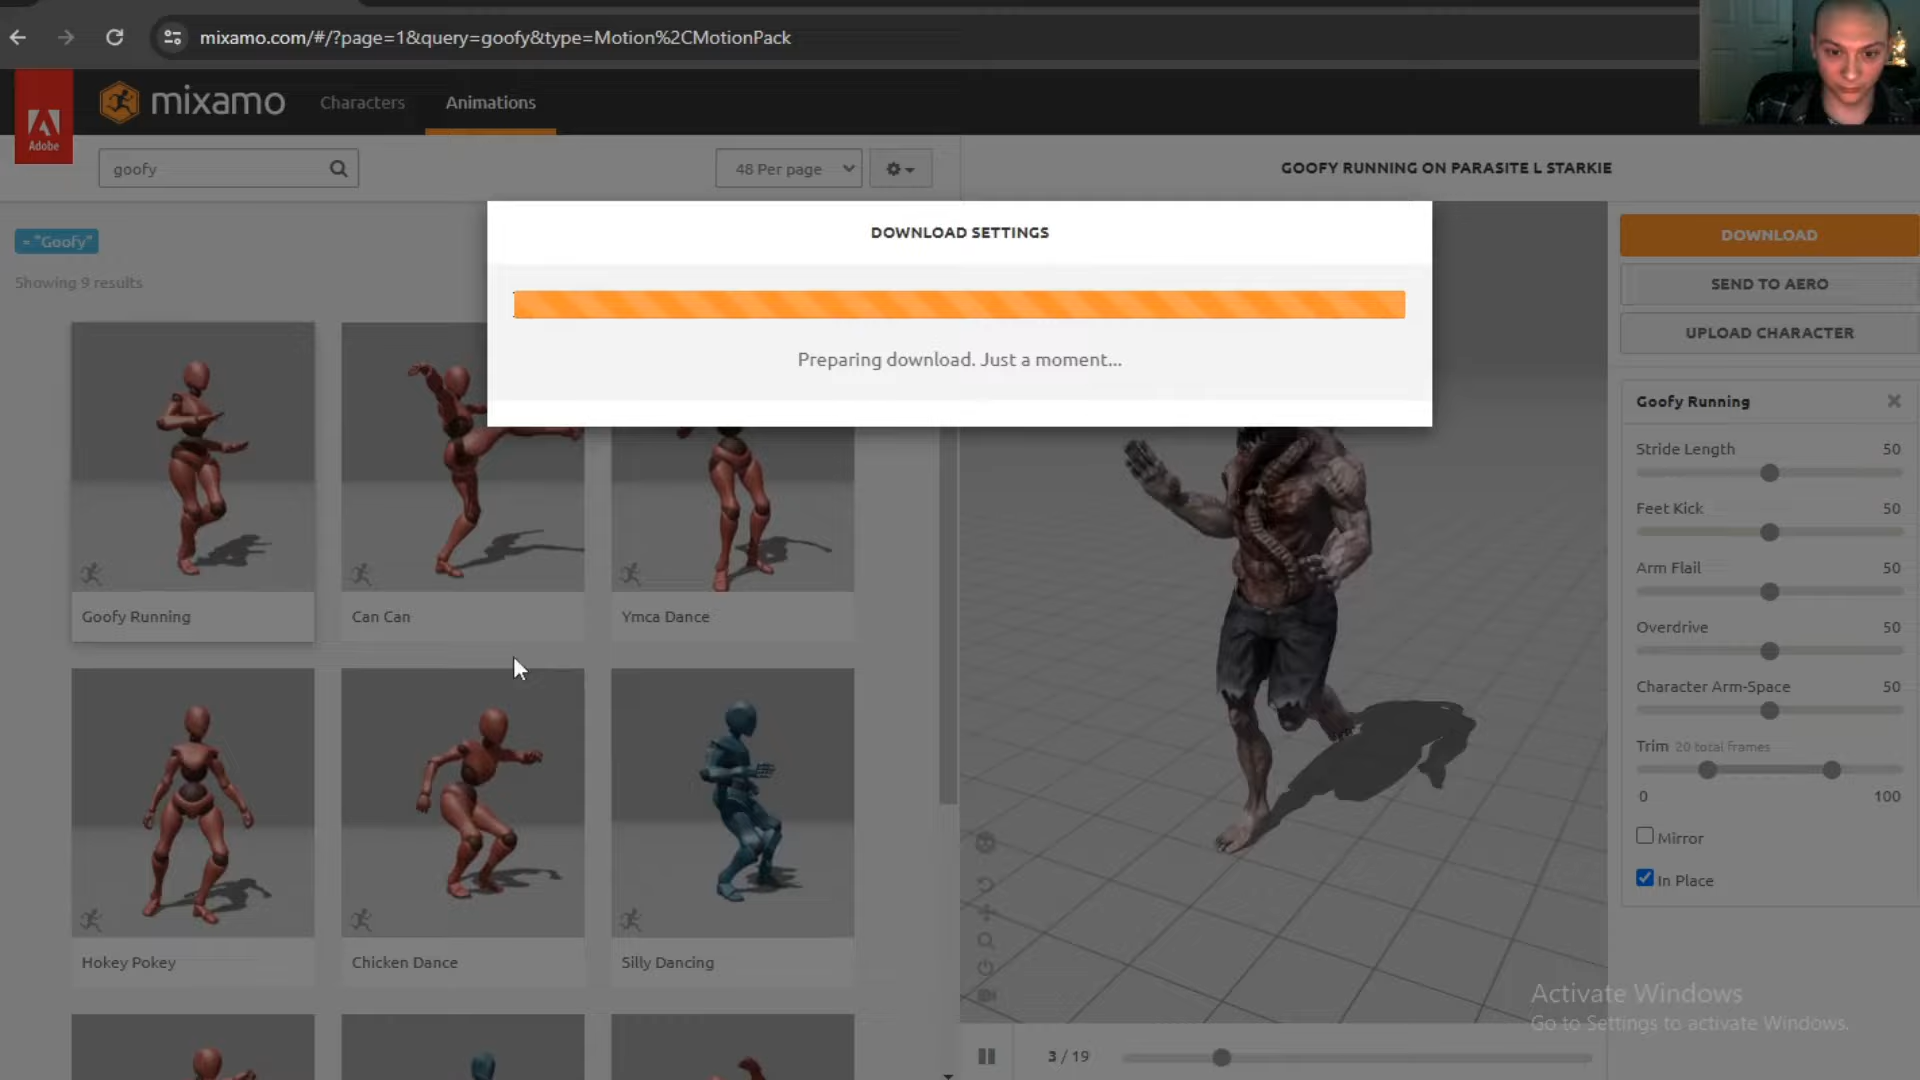 mixamo.com/#/?page=1&query=goofy&type=Motion%2CMotionPack
Adobe
mixamo
Characters
Animations
goofy
48 Per page
GOOFY RUNNING ON PARASITE L STARKIE
= "Goofy"
Showing 9 results
DOWNLOAD SETTINGS
Preparing download. Just a moment...
DOWNLOAD
SEND TO AERO
UPLOAD CHARACTER
Goofy Running
Stride Length 50
Feet Kick 50
Arm Flail 50
Overdrive 50
Character Arm-Space 50
Trim 20 total frames
0 100
Mirror
In Place
Goofy Running
Can Can
Ymca Dance
Hokey Pokey
Chicken Dance
Silly Dancing
Activate Windows
Go to Settings to activate Windows.
3 / 19